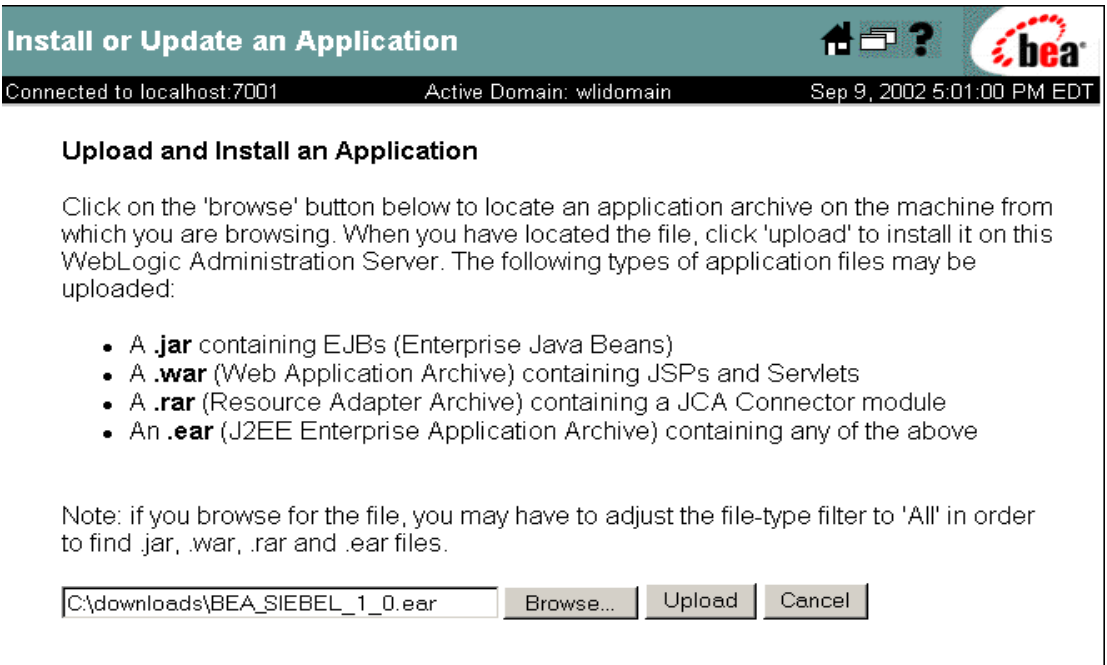 Install or Update an Application
?
bea
Connected to localhost:7001 Active Domain: wlidomain Sep 9, 2002 5:01:00 PM EDT
Upload and Install an Application
Click on the 'browse' button below to locate an application archive on the machine from
which you are browsing. When you have located the file, click 'upload' to install it on this
WebLogic Administration Server. The following types of application files may be
uploaded:
• A .jar containing EJBs (Enterprise Java Beans)
• A .war (Web Application Archive) containing JSPs and Servlets
• A .rar (Resource Adapter Archive) containing a JCA Connector module
• An .ear (J2EE Enterprise Application Archive) containing any of the above
Note: if you browse for the file, you may have to adjust the file-type filter to 'All' in order
to find .jar, .war, .rar and .ear files.
C:\downloads\BEA_SIEBEL_1_0.ear Browse... Upload Cancel